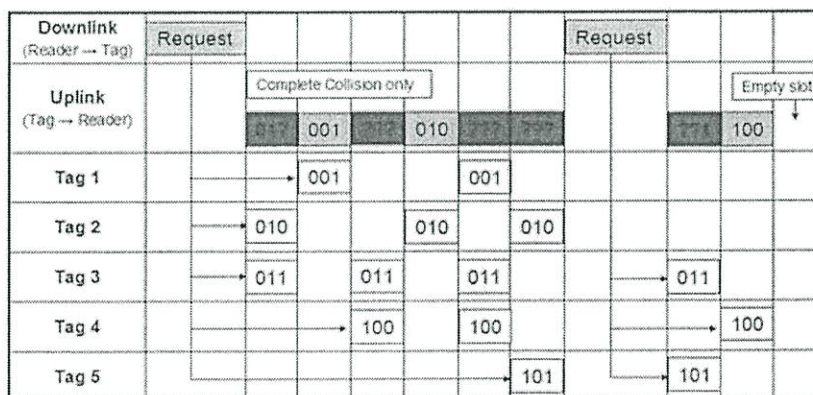 Downlink
(Reader → Tag)
Request
Request
Complete Collision only
Empty slot
Uplink
(Tag → Reader)
001
010
100
Tag 1
001
001
Tag 2
010
010
010
Tag 3
011
011
011
011
Tag 4
100
100
100
Tag 5
101
101